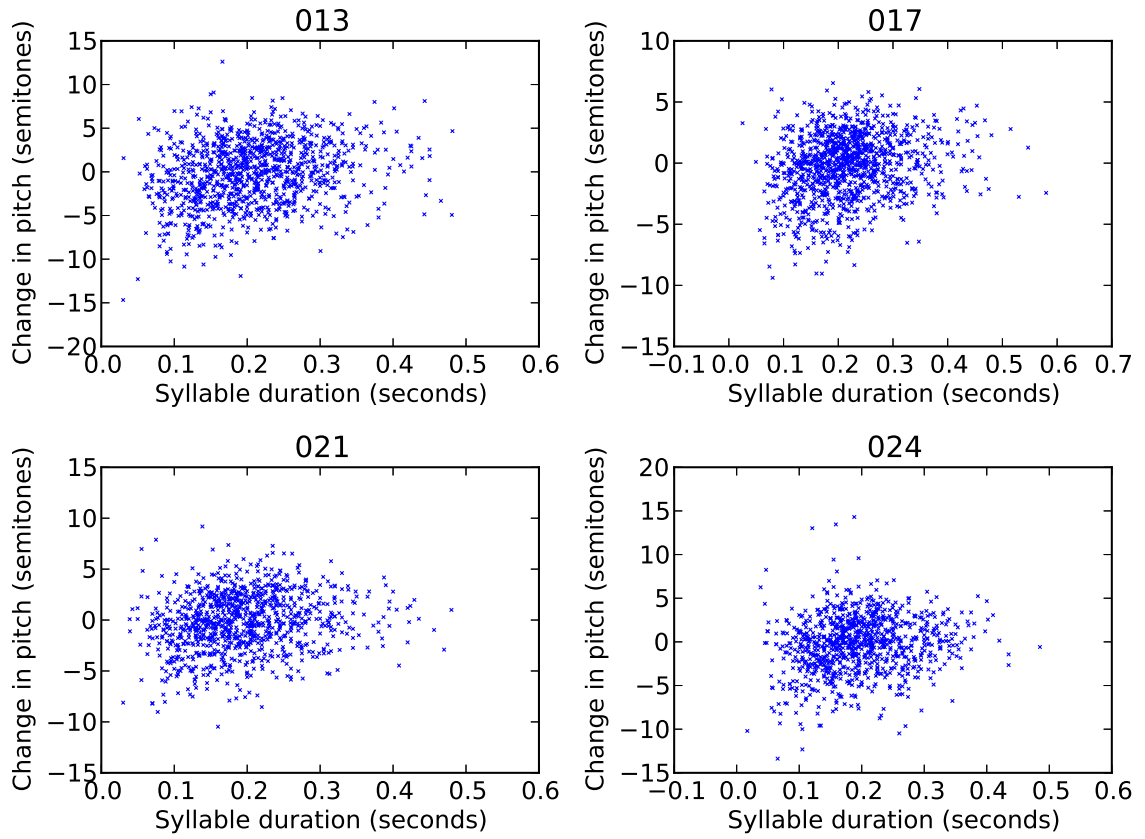 013
15
10
5
0
−5
−10
−15
−20
0.0 0.1 0.2 0.3 0.4 0.5 0.6
Syllable duration (seconds)
Change in pitch (semitones)
017
10
5
0
−5
−10
−15
−0.1 0.0 0.1 0.2 0.3 0.4 0.5 0.6 0.7
Syllable duration (seconds)
Change in pitch (semitones)
021
15
10
5
0
−5
−10
−15
0.0 0.1 0.2 0.3 0.4 0.5 0.6
Syllable duration (seconds)
Change in pitch (semitones)
024
20
15
10
5
0
−5
−10
−15
−0.1 0.0 0.1 0.2 0.3 0.4 0.5 0.6
Syllable duration (seconds)
Change in pitch (semitones)